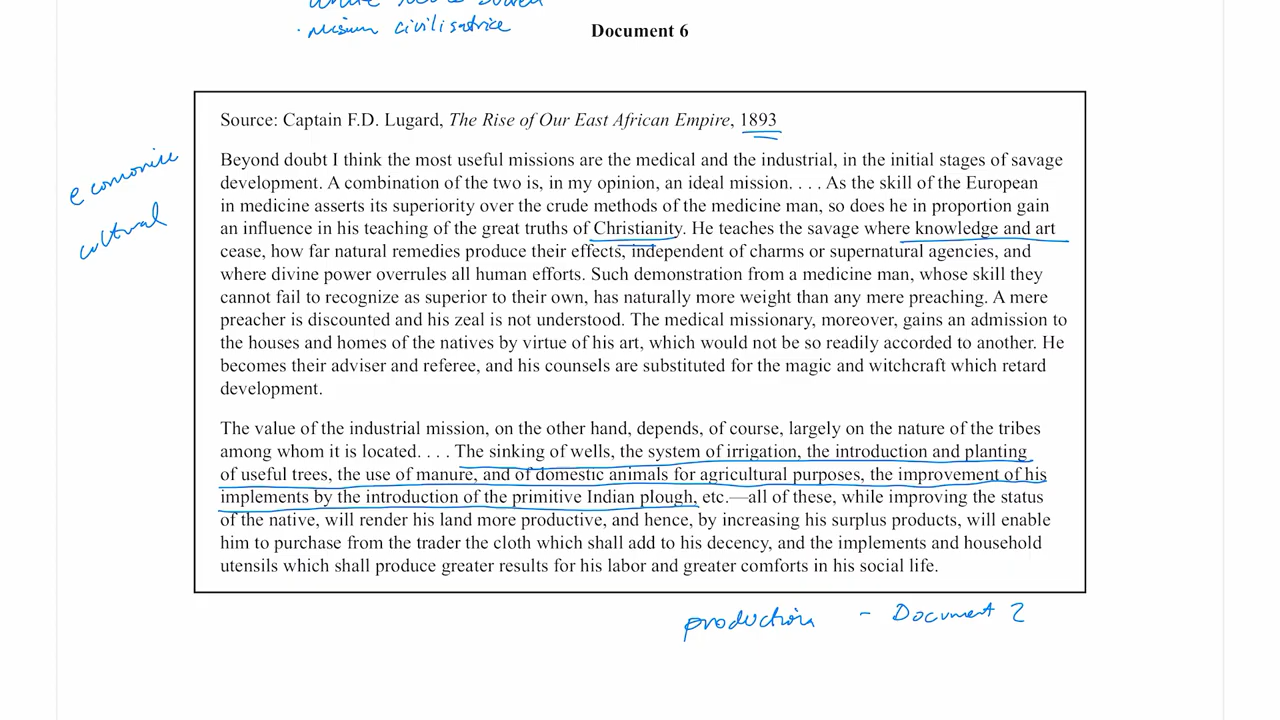 · mission civilisatrice
Document 6
Source: Captain F.D. Lugard, The Rise of Our East African Empire, 1893
economic
cultural
Beyond doubt I think the most useful missions are the medical and the industrial, in the initial stages of savage
development. A combination of the two is, in my opinion, an ideal mission. . . . As the skill of the European
in medicine asserts its superiority over the crude methods of the medicine man, so does he in proportion gain
an influence in his teaching of the great truths of Christianity. He teaches the savage where knowledge and art
cease, how far natural remedies produce their effects, independent of charms or supernatural agencies, and
where divine power overrules all human efforts. Such demonstration from a medicine man, whose skill they
cannot fail to recognize as superior to their own, has naturally more weight than any mere preaching. A mere
preacher is discounted and his zeal is not understood. The medical missionary, moreover, gains an admission to
the houses and homes of the natives by virtue of his art, which would not be so readily accorded to another. He
becomes their adviser and referee, and his counsels are substituted for the magic and witchcraft which retard
development.
The value of the industrial mission, on the other hand, depends, of course, largely on the nature of the tribes
among whom it is located. . . . The sinking of wells, the system of irrigation, the introduction and planting
of useful trees, the use of manure, and of domestic animals for agricultural purposes, the improvement of his
implements by the introduction of the primitive Indian plough, etc.—all of these, while improving the status
of the native, will render his land more productive, and hence, by increasing his surplus products, will enable
him to purchase from the trader the cloth which shall add to his decency, and the implements and household
utensils which shall produce greater results for his labor and greater comforts in his social life.
production - Document 2